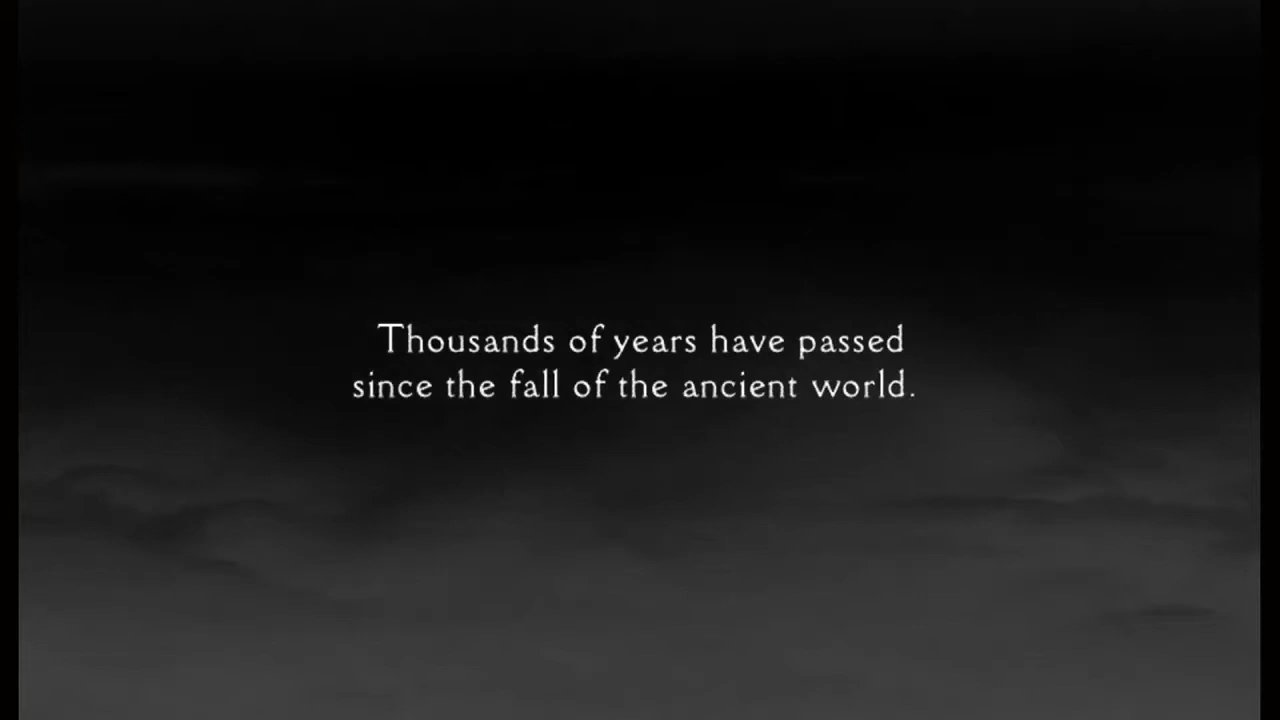 Thousands of years have passed
since the fall of the ancient world.